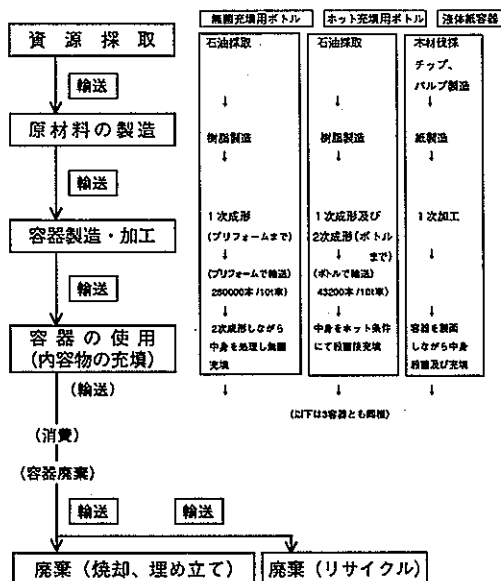 無菌充填用ボトル
ホット充填用ボトル
液体紙容器
資源採取
輸送
原材料の製造
輸送
容器製造・加工
輸送
容器の使用
(内容物の充填)
(輸送)
(消費)
(容器廃棄)
輸送
輸送
廃棄(焼却、埋め立て)
廃棄(リサイクル)
石油採取
↓
樹脂製造
↓
1次成形
(プリフォームまで)
↓
(プリフォームで輸送)
260000本/10t車)
↓
2次成形しながら
中身を処理し無菌
充填
↓
石油採取
↓
樹脂製造
↓
1次成形及び
2次成形(ボトル
まで)
↓
(ボトルで輸送)
43200本/10t車)
↓
中身をホット条件
にて殺菌後充填
↓
木材伐採
チップ、
パルプ製造
↓
紙製造
↓
1次加工
↓
↓
容器を製函
しながら中身
殺菌及び充填
↓
(以下は3容器とも同様)